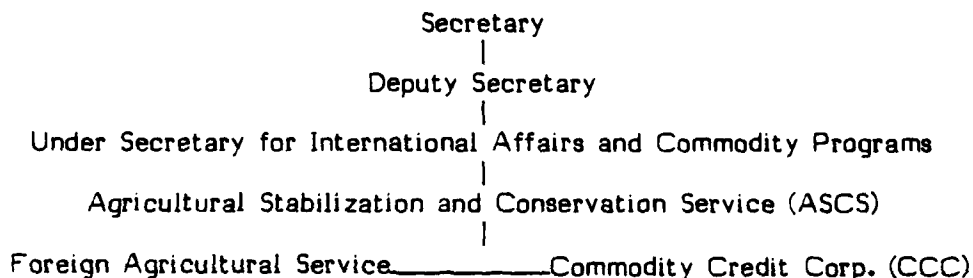 Secretary
Deputy Secretary
Under Secretary for International Affairs and Commodity Programs
Agricultural Stabilization and Conservation Service (ASCS)
Foreign Agricultural Service Commodity Credit Corp. (CCC)